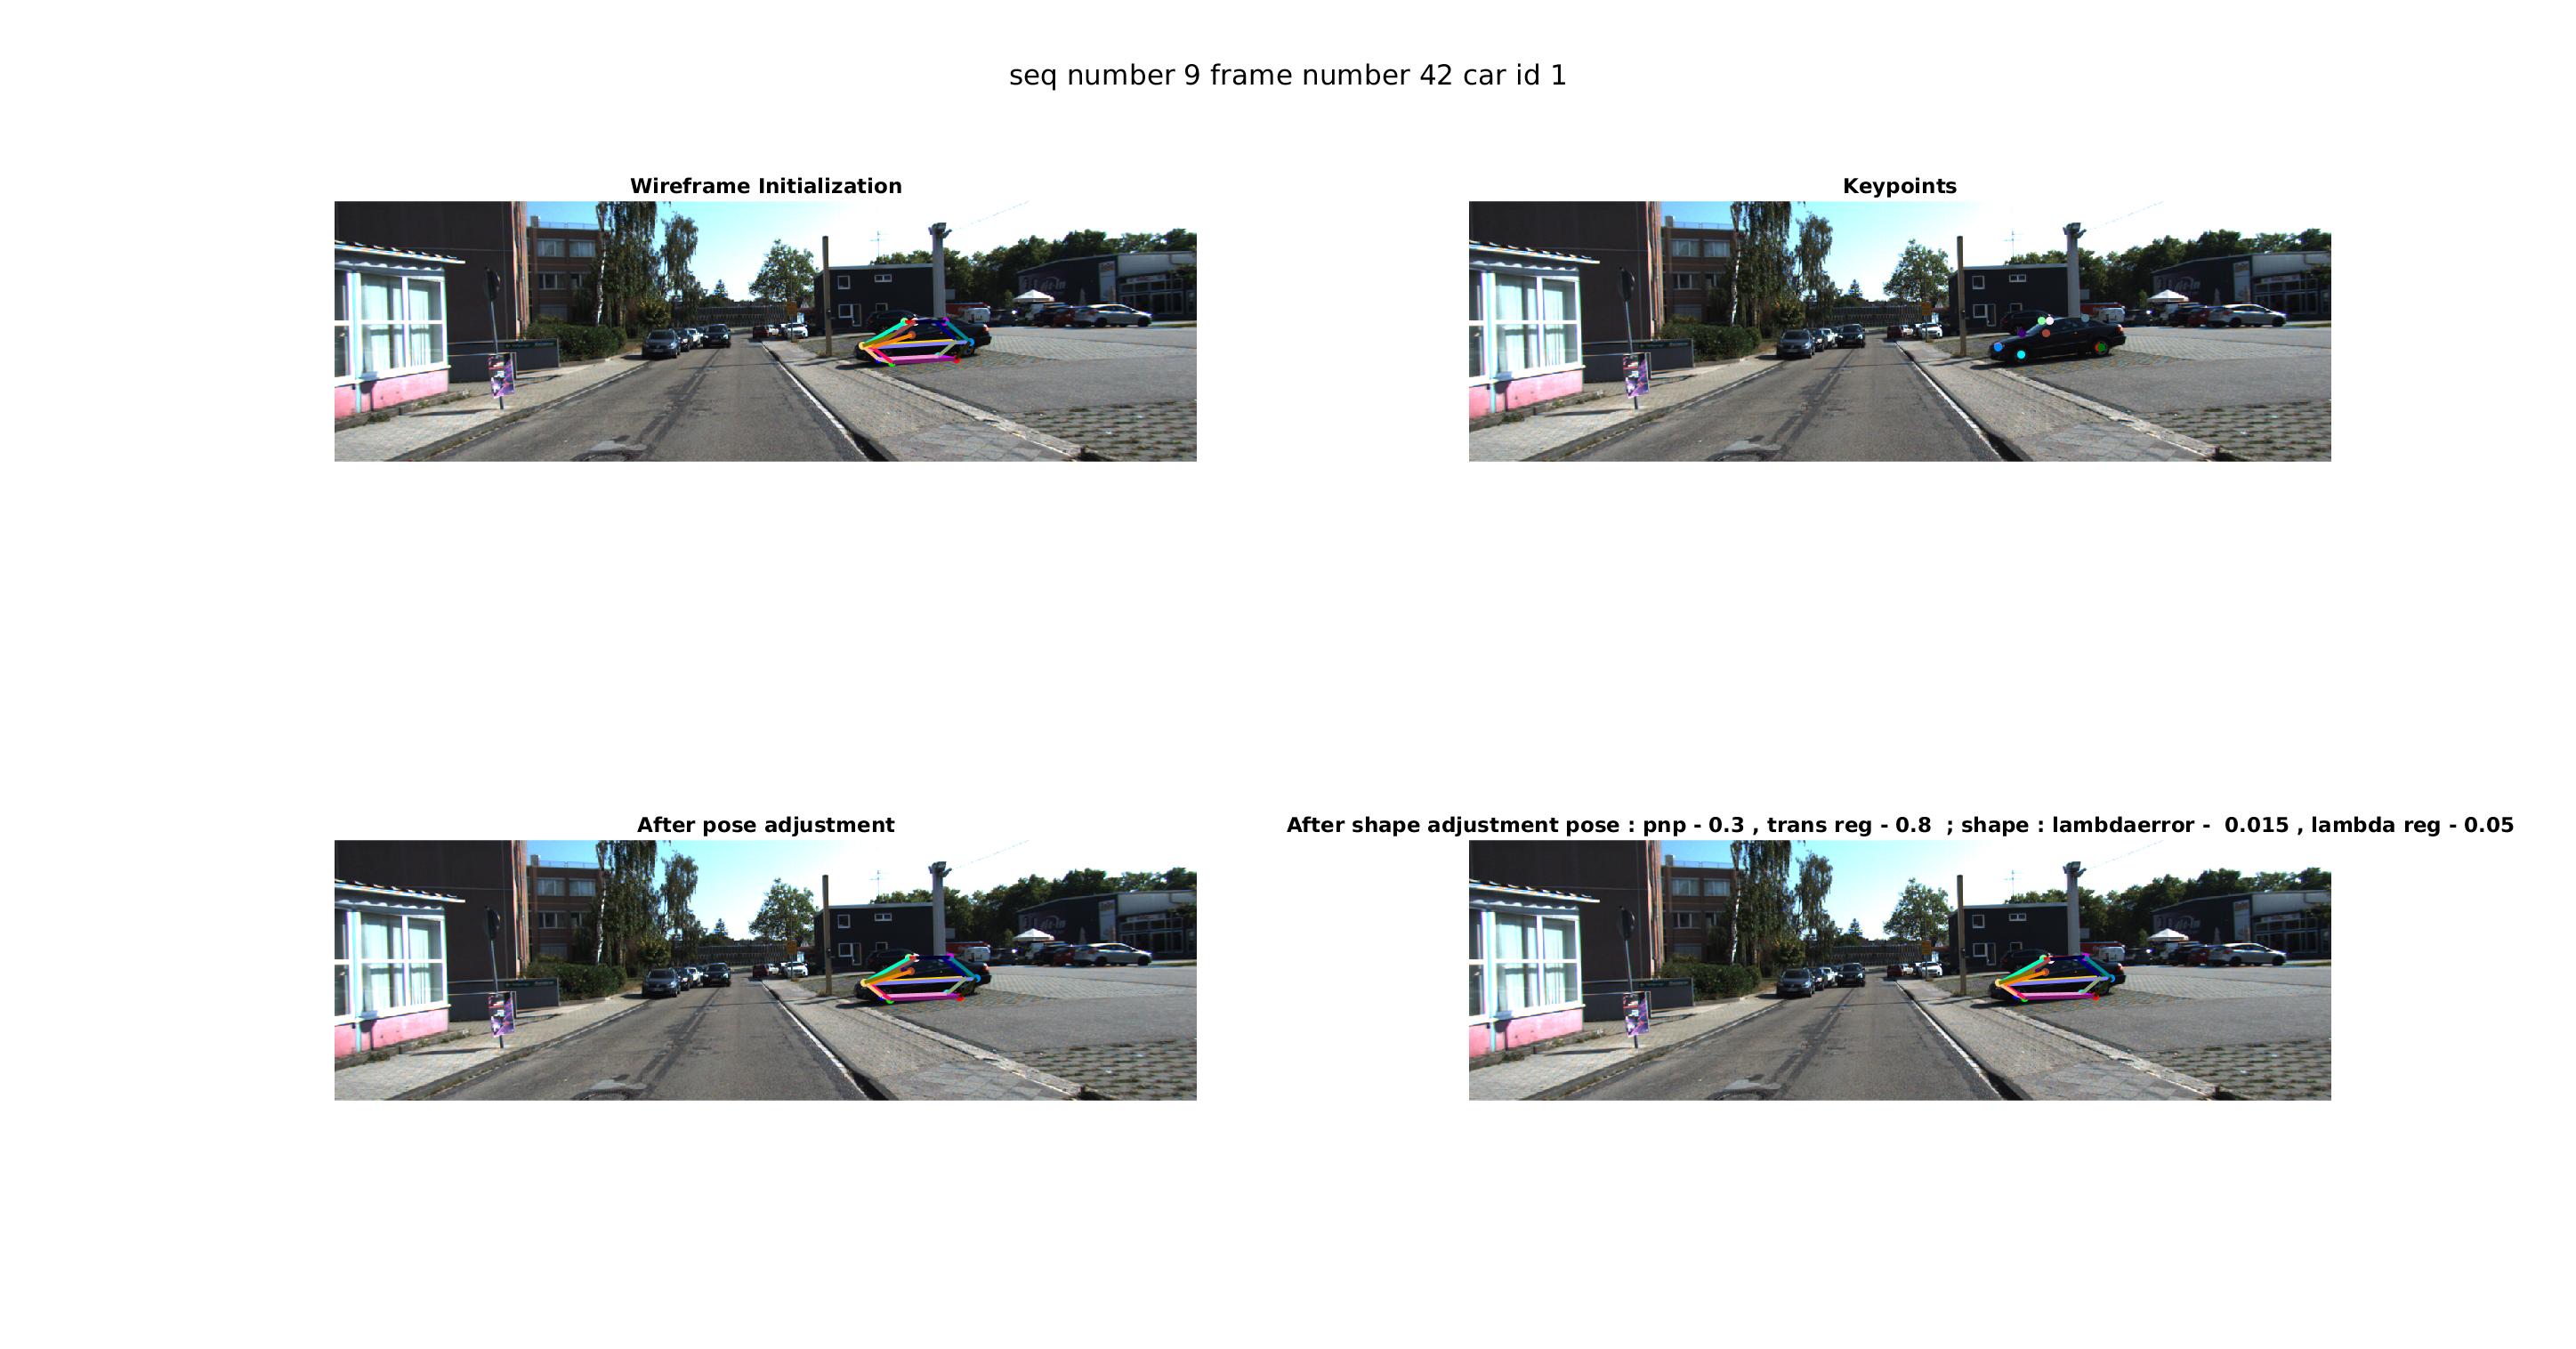 seq number 9 frame number 42 car id 1
Wireframe Initialization
Keypoints
After pose adjustment
After shape adjustment pose : pnp - 0.3 , trans reg - 0.8  ; shape : lambdaerror -  0.015 , lambda reg - 0.05